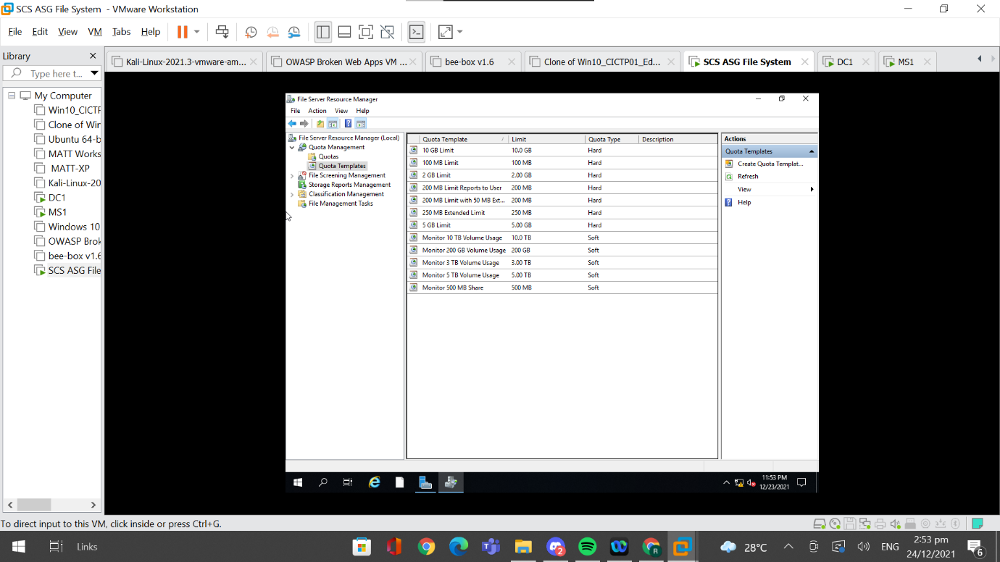 SCS ASG File System - VMware Workstation
File Edit View VM Tabs Help
Library
Type here t...
My Computer
Win10_CICTF
Clone of Wir
Ubuntu 64-b
MATT Works
MATT-XP
Kali-Linux-20
DC1
MS1
Windows 10
OWASP Brok
bee-box v1.6
SCS ASG File
Kali-Linux-2021.3-vmware-am...
OWASP Broken Web Apps VM ...
bee-box v1.6
Clone of Win10_CICTP01_Ed...
SCS ASG File System
DC1
MS1
File Server Resource Manager
File Action View Help
File Server Resource Manager (Local)
Quota Management
Quotas
Quota Templates
File Screening Management
Storage Reports Management
Classification Management
File Management Tasks
Quota Template Limit Quota Type Description
10 GB Limit 10.0 GB Hard
100 MB Limit 100 MB Hard
2 GB Limit 2.00 GB Hard
200 MB Limit Reports to User 200 MB Hard
200 MB Limit with 50 MB Ext... 200 MB Hard
250 MB Extended Limit 250 MB Hard
5 GB Limit 5.00 GB Hard
Monitor 10 TB Volume Usage 10.0 TB Soft
Monitor 200 GB Volume Usage 200 GB Soft
Monitor 3 TB Volume Usage 3.00 TB Soft
Monitor 5 TB Volume Usage 5.00 TB Soft
Monitor 500 MB Share 500 MB Soft
Actions
Quota Templates
Create Quota Templat...
Refresh
View
Help
11:53 PM
12/23/2021
To direct input to this VM, click inside or press Ctrl+G.
Links
2
R
28°C
ENG
2:53 pm
24/12/2021
6